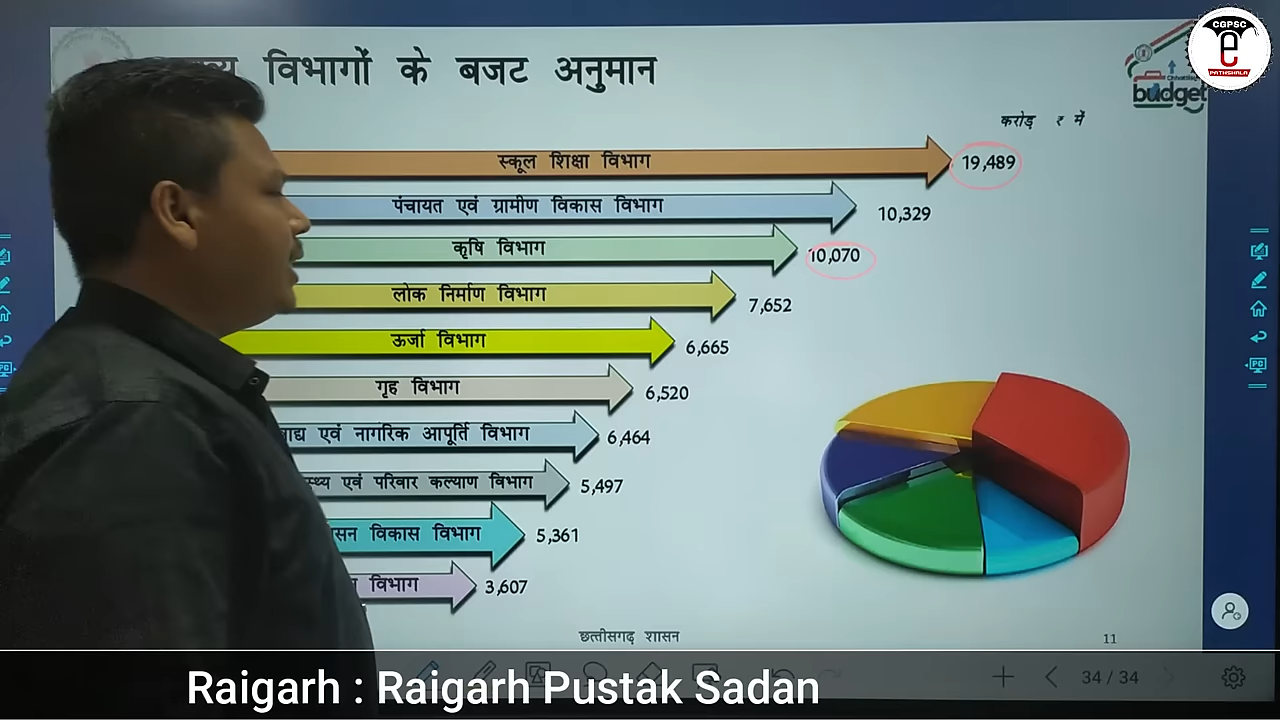 विभागों के बजट अनुमान
CGPSC
e
PATHSHALA
budget
करोड़ ₹ में
स्कूल शिक्षा विभाग 19,489
पंचायत एवं ग्रामीण विकास विभाग 10,329
कृषि विभाग 10,070
लोक निर्माण विभाग 7,652
ऊर्जा विभाग 6,665
गृह विभाग 6,520
एवं नागरिक आपूर्ति विभाग 6,464
एवं परिवार कल्याण विभाग 5,497
विकास विभाग 5,361
विभाग 3,607
छत्तीसगढ़ शासन
11
34 / 34
Raigarh : Raigarh Pustak Sadan